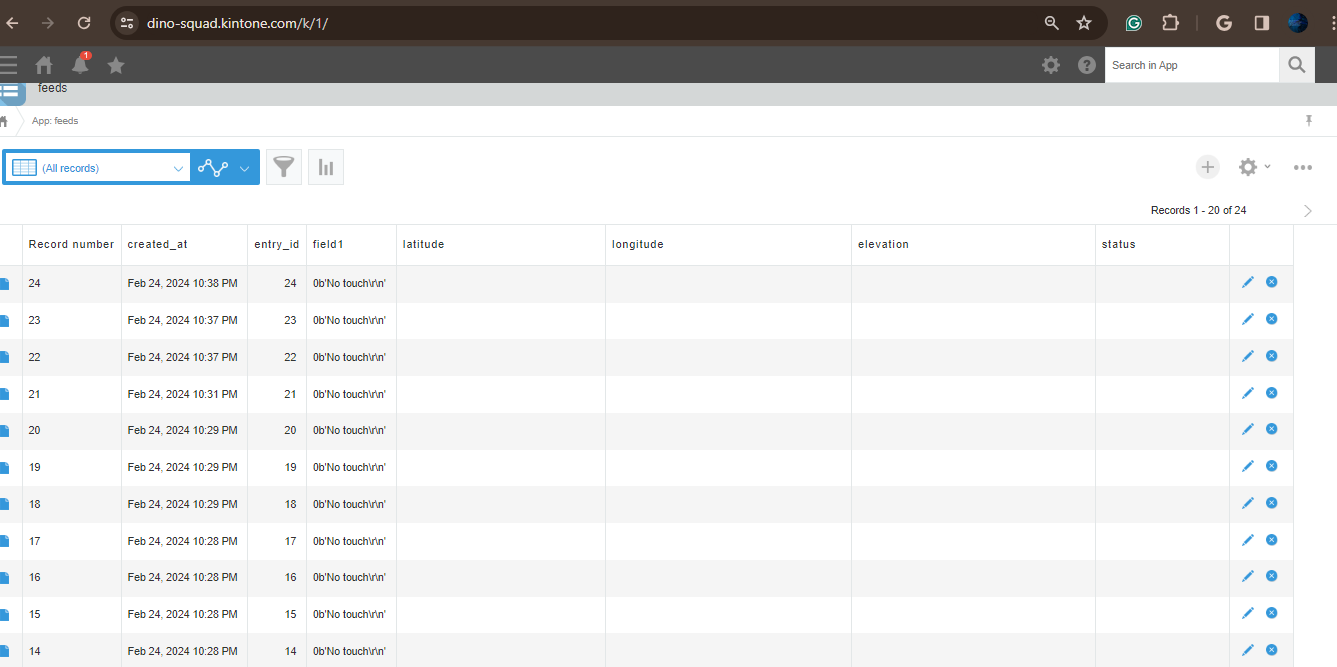 dino-squad.kintone.com/k/1/
1
Search in App
feeds
App: feeds
(All records)
Records 1 - 20 of 24
Record number created_at entry_id field1 latitude longitude elevation status
24 Feb 24, 2024 10:38 PM 24 0b'No touch\r\n'
23 Feb 24, 2024 10:37 PM 23 0b'No touch\r\n'
22 Feb 24, 2024 10:37 PM 22 0b'No touch\r\n'
21 Feb 24, 2024 10:31 PM 21 0b'No touch\r\n'
20 Feb 24, 2024 10:29 PM 20 0b'No touch\r\n'
19 Feb 24, 2024 10:29 PM 19 0b'No touch\r\n'
18 Feb 24, 2024 10:29 PM 18 0b'No touch\r\n'
17 Feb 24, 2024 10:28 PM 17 0b'No touch\r\n'
16 Feb 24, 2024 10:28 PM 16 0b'No touch\r\n'
15 Feb 24, 2024 10:28 PM 15 0b'No touch\r\n'
14 Feb 24, 2024 10:28 PM 14 0b'No touch\r\n'